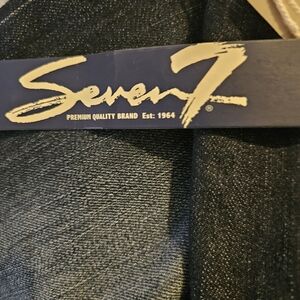 Seven7®
PREMIUM QUALITY BRAND Est: 1964